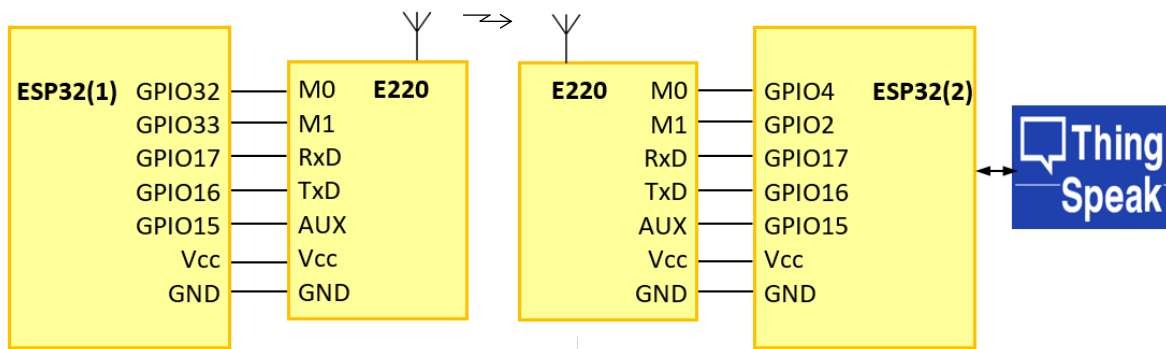 ESP32(1) GPIO32 M0 E220 E220 M0 GPIO4 ESP32(2)
GPIO33 M1 M1 GPIO2
GPIO17 RxD RxD GPIO17
GPIO16 TxD TxD GPIO16
GPIO15 AUX AUX GPIO15
Vcc Vcc Vcc Vcc
GND GND GND GND
Thing
Speak